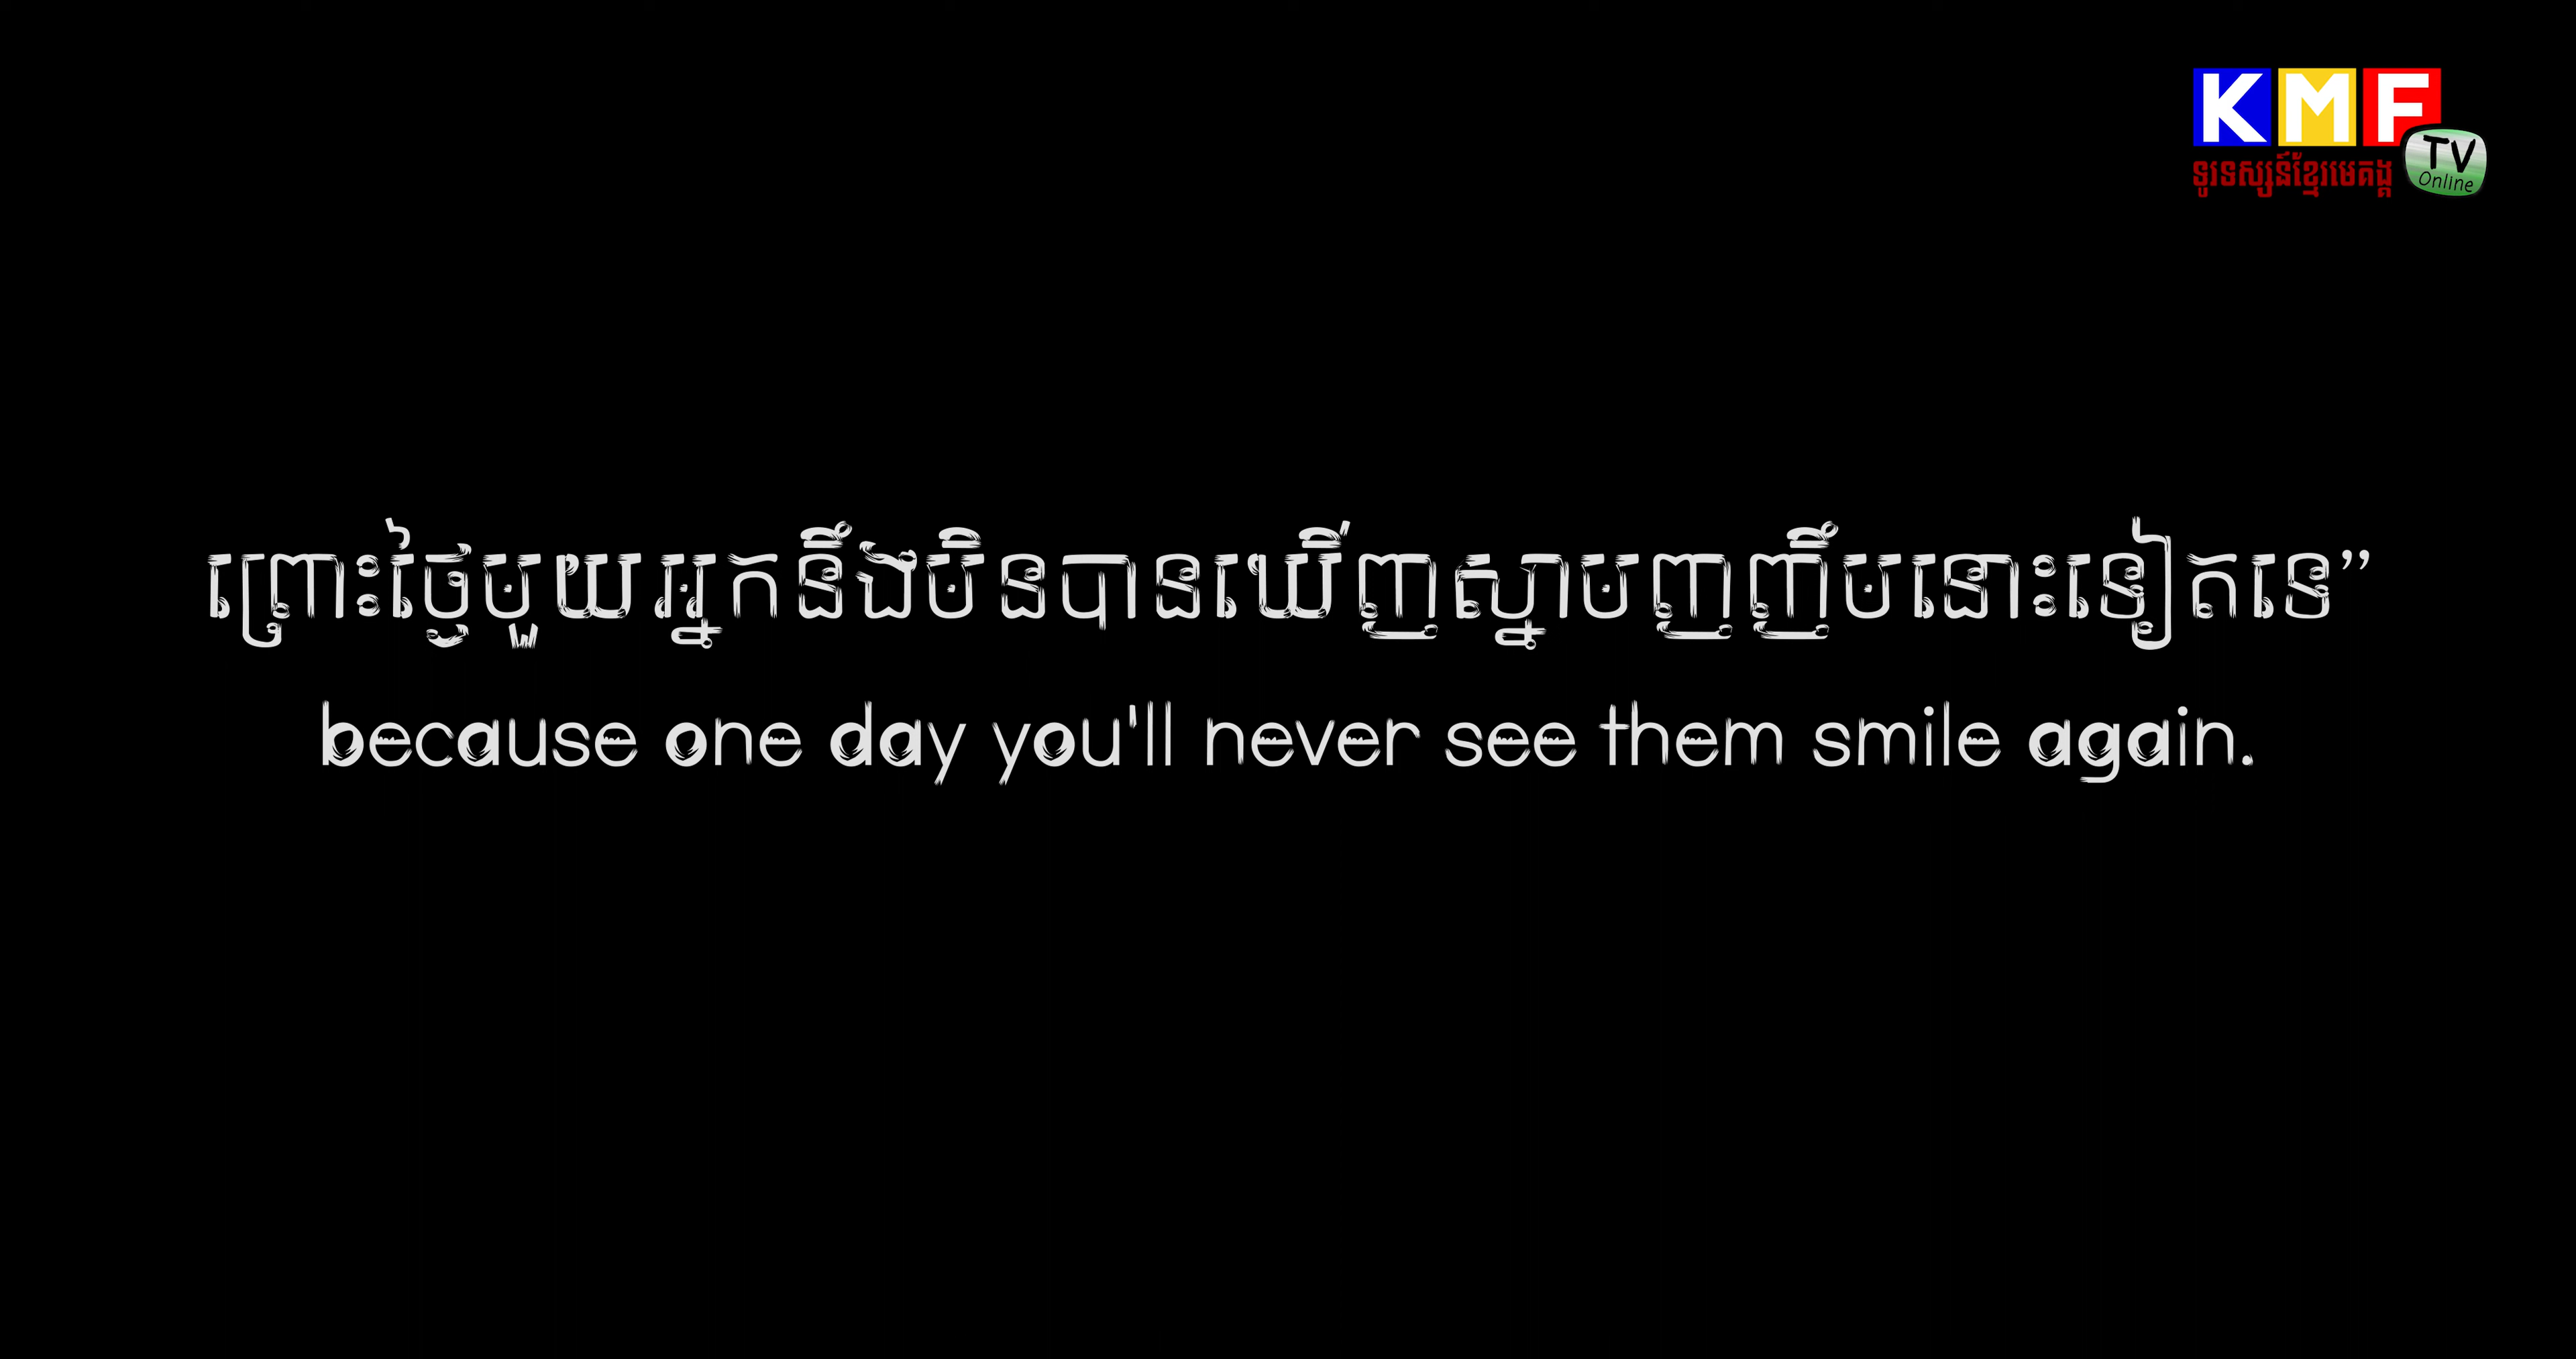 KMF
TV
Online
ទូរទស្សន៍ខ្មែរមេគង្គ
ព្រោះថ្ងៃមួយអ្នកនឹងមិនបានឃើញស្នាមញញឹមនោះទៀតទេ”
because one day you'll never see them smile again.